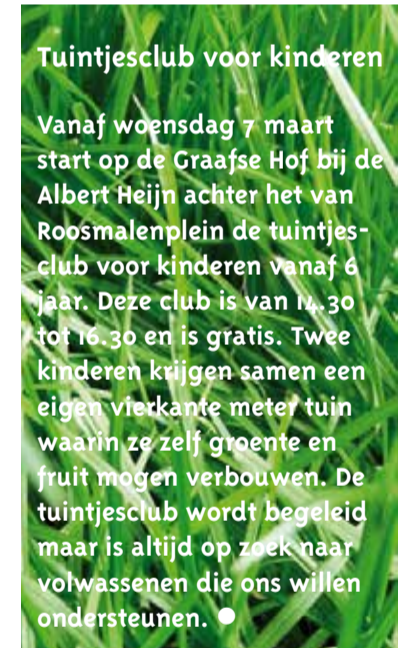 Tuintjesclub voor kinderen
Vanaf woensdag 7 maart
start op de Graafse Hof bij de
Albert Heijn achter het van
Roosmalenplein de tuintjes-
club voor kinderen vanaf 6
jaar. Deze club is van 14.30
tot 16.30 en is gratis. Twee
kinderen krijgen samen een
eigen vierkante meter tuin
waarin ze zelf groente en
fruit mogen verbouwen. De
tuintjesclub wordt begeleid
maar is altijd op zoek naar
volwassenen die ons willen
ondersteunen. ●